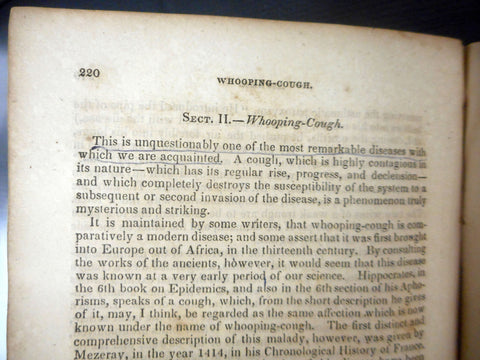 220
WHOOPING-COUGH.
SECT. II.—Whooping-Cough.
This is unquestionably one of the most remarkable diseases with
which we are acquainted. A cough, which is highly contagious in
its nature—which has its regular rise, progress, and declension—
and which completely destroys the susceptibility of the system to a
subsequent or second invasion of the disease, is a phenomenon truly
mysterious and striking.
It is maintained by some writers, that whooping-cough is com-
paratively a modern disease; and some assert that it was first brought
into Europe out of Africa, in the thirteenth century. By consulting
the works of the ancients, however, it would seem that this disease
was known at a very early period of our science. Hippocrates, in
the 6th book on Epidemics, and also in the 6th section of his Apho-
risms, speaks of a cough, which, from the short description he gives
of it, may, I think, be regarded as the same affection which is now
known under the name of whooping-cough. The first distinct and
comprehensive description of this malady, however, was given by
Mezeray, in the year 1414, in his Chronological History of France.